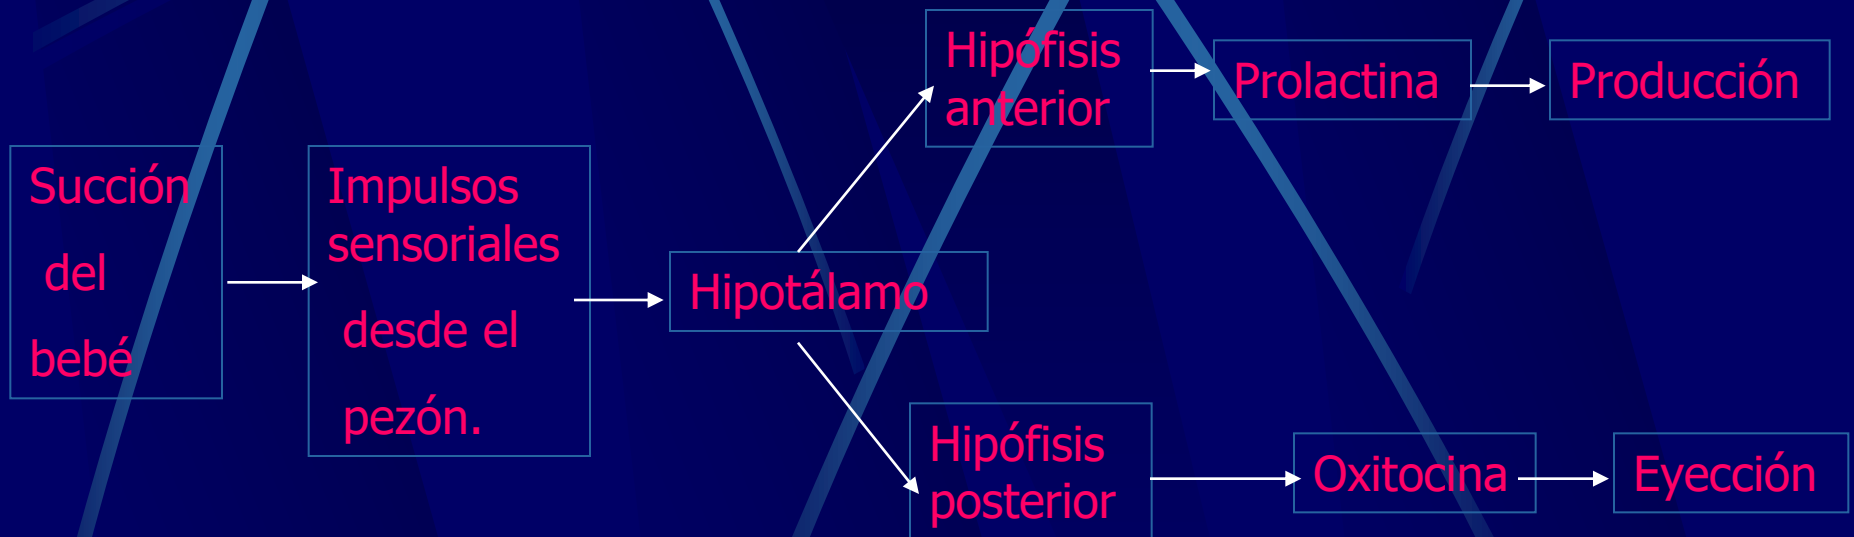 Succión
del
bebé
Impulsos
sensoriales
desde el
pezón.
Hipotálamo
Hipófisis
anterior
Prolactina
Producción
Hipófisis
posterior
Oxitocina
Eyección